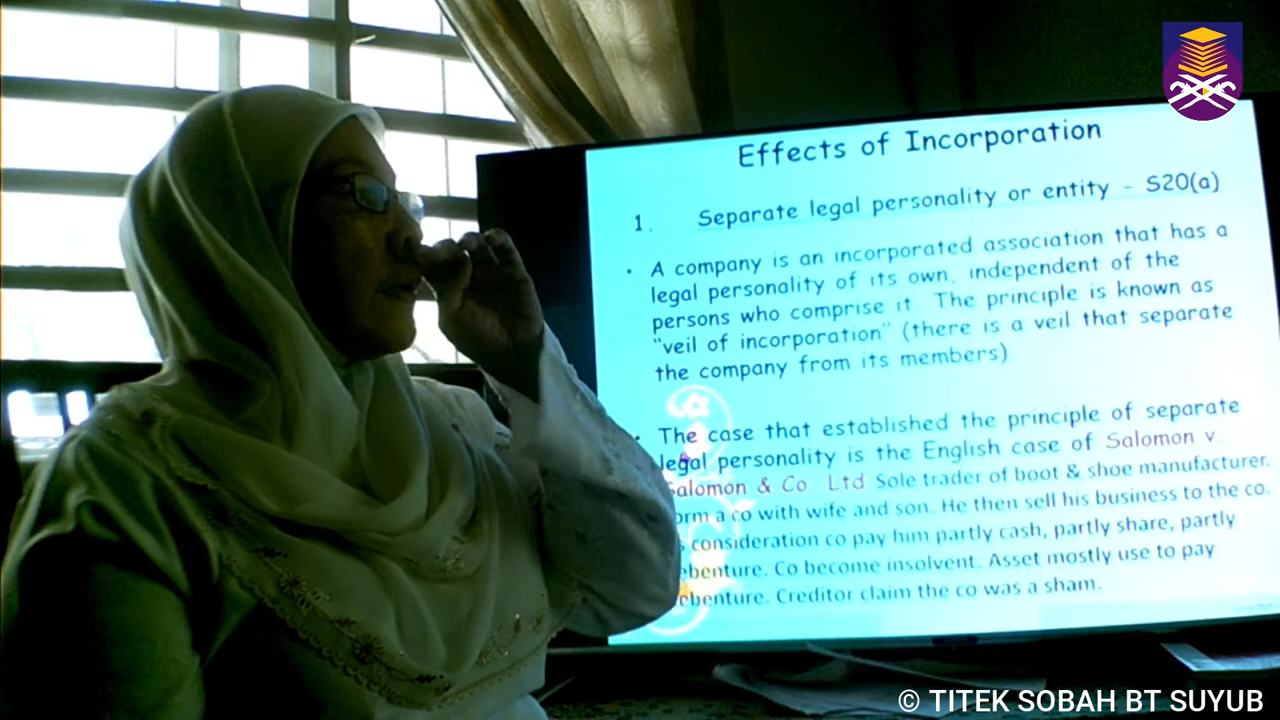 Effects of Incorporation
1. Separate legal personality or entity - S20(a)
• A company is an incorporated association that has a
legal personality of its own, independent of the
persons who comprise it. The principle is known as
"veil of incorporation" (there is a veil that separate
the company from its members)
• The case that established the principle of separate
legal personality is the English case of Salomon v.
Salomon & Co Ltd Sole trader of boot & shoe manufacturer.
a co with wife and son. He then sell his business to the co.
consideration co pay him partly cash, partly share, partly
Co become insolvent. Asset mostly use to pay
Creditor claim the co was a sham.
© TITEK SOBAH BT SUYUB